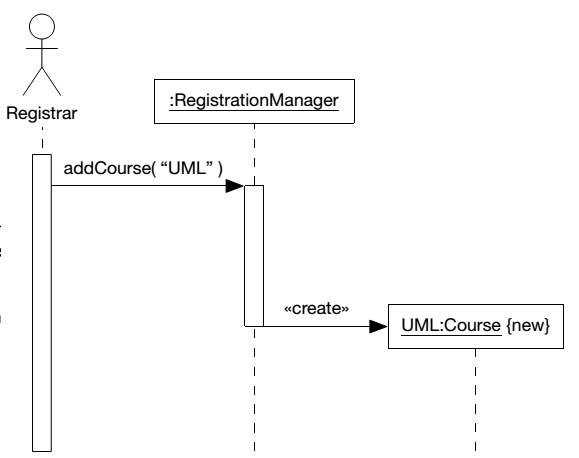 Registrar
:RegistrationManager
addCourse( “UML” )
«create»
UML:Course {new}